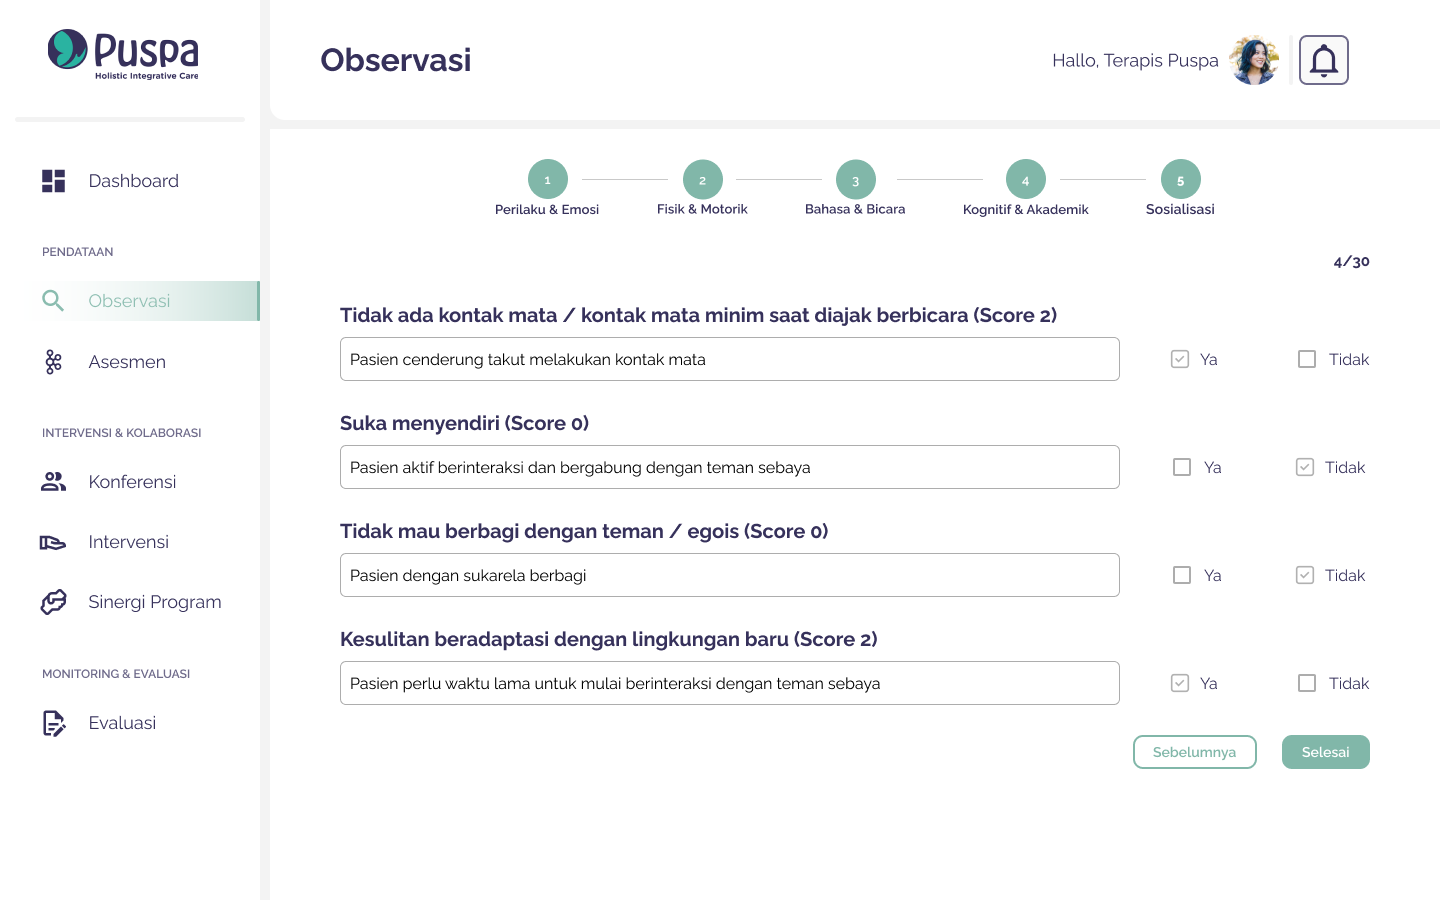 Puspa
Holistic Integrative Care
Observasi
Hallo, Terapis Puspa
Dashboard
PENDATAAN
Observasi
Asesmen
INTERVENSI & KOLABORASI
Konferensi
Intervensi
Sinergi Program
MONITORING & EVALUASI
Evaluasi
1
2
3
4
5
Perilaku & Emosi
Fisik & Motorik
Bahasa & Bicara
Kognitif & Akademik
Sosialisasi
4/30
Tidak ada kontak mata / kontak mata minim saat diajak berbicara (Score 2)
Pasien cenderung takut melakukan kontak mata
Ya
Tidak
Suka menyendiri (Score 0)
Pasien aktif berinteraksi dan bergabung dengan teman sebaya
Ya
Tidak
Tidak mau berbagi dengan teman / egois (Score 0)
Pasien dengan sukarela berbagi
Ya
Tidak
Kesulitan beradaptasi dengan lingkungan baru (Score 2)
Pasien perlu waktu lama untuk mulai berinteraksi dengan teman sebaya
Ya
Tidak
Sebelumnya
Selesai